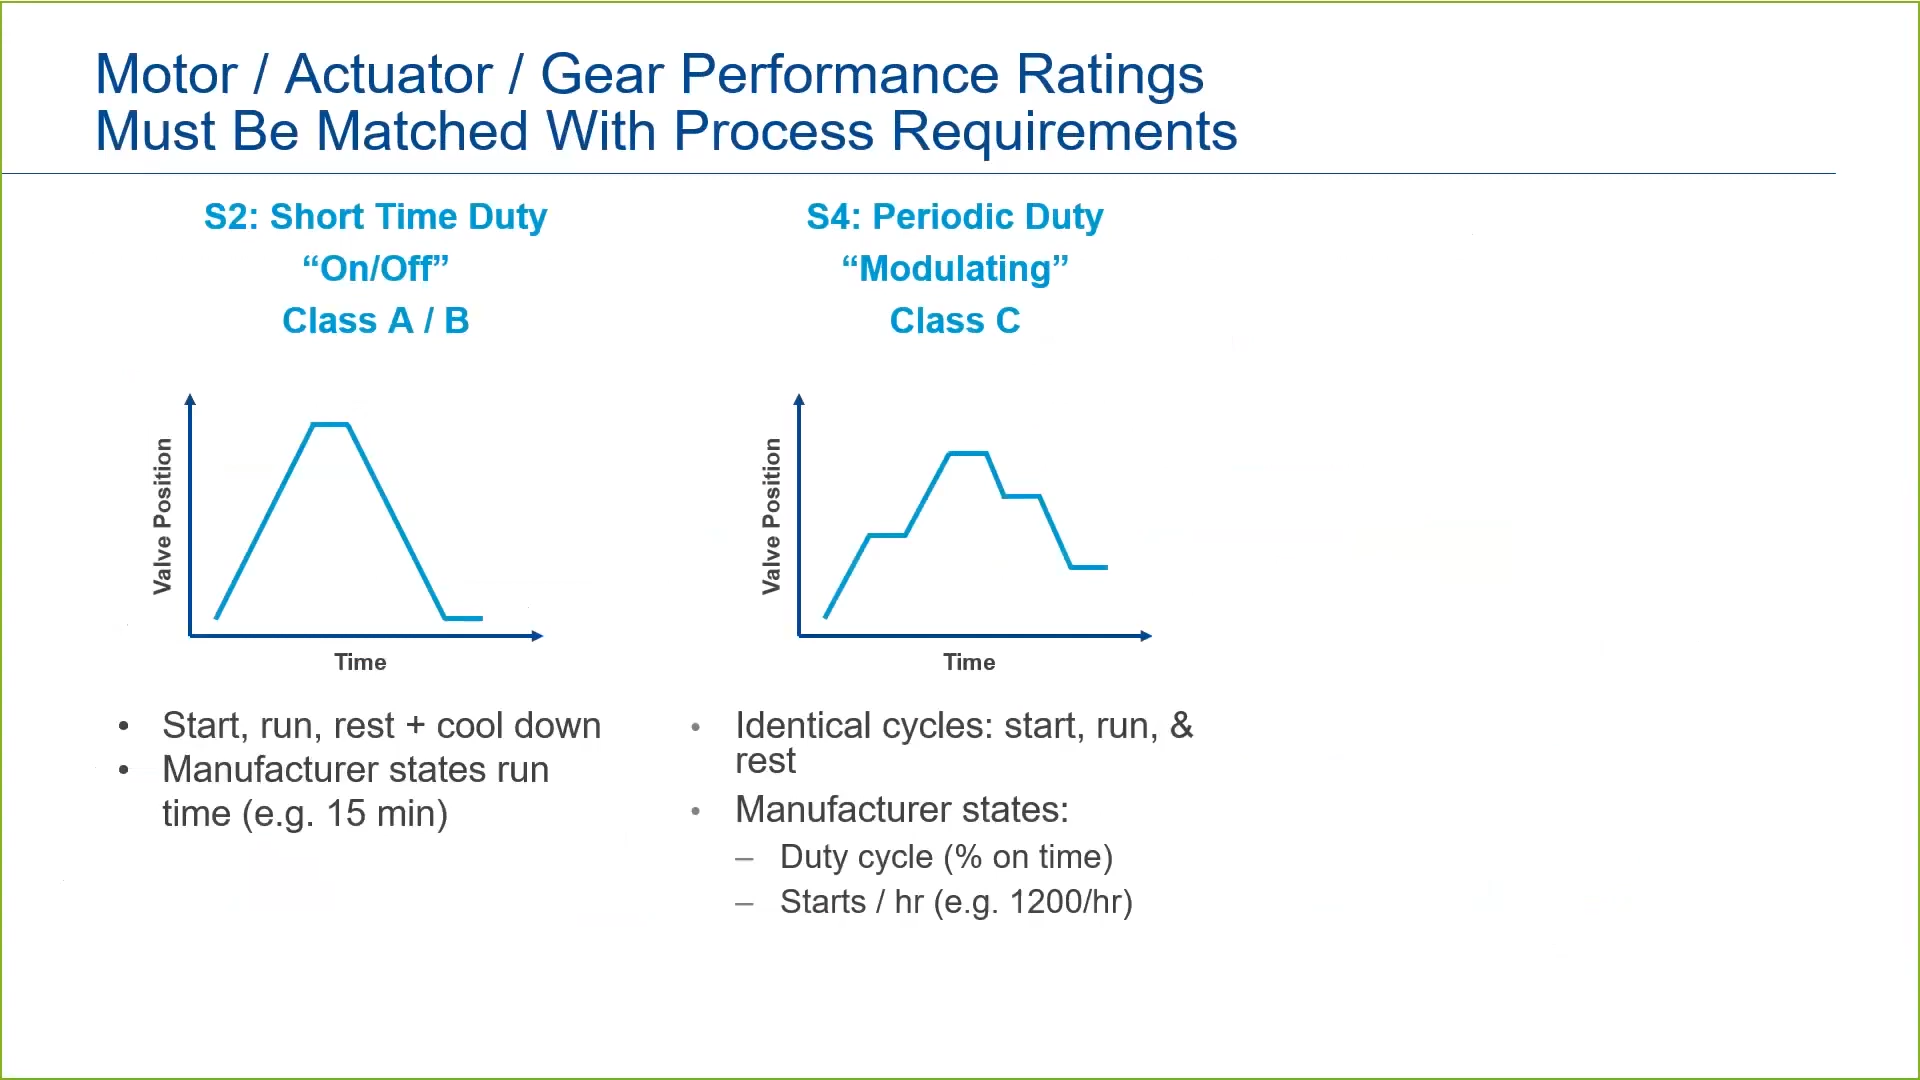 Motor / Actuator / Gear Performance Ratings
Must Be Matched With Process Requirements
S2: Short Time Duty
“On/Off”
Class A / B
Valve Position
Time
• Start, run, rest + cool down
• Manufacturer states run
time (e.g. 15 min)
S4: Periodic Duty
“Modulating”
Class C
Valve Position
Time
• Identical cycles: start, run, &
rest
• Manufacturer states:
– Duty cycle (% on time)
– Starts / hr (e.g. 1200/hr)